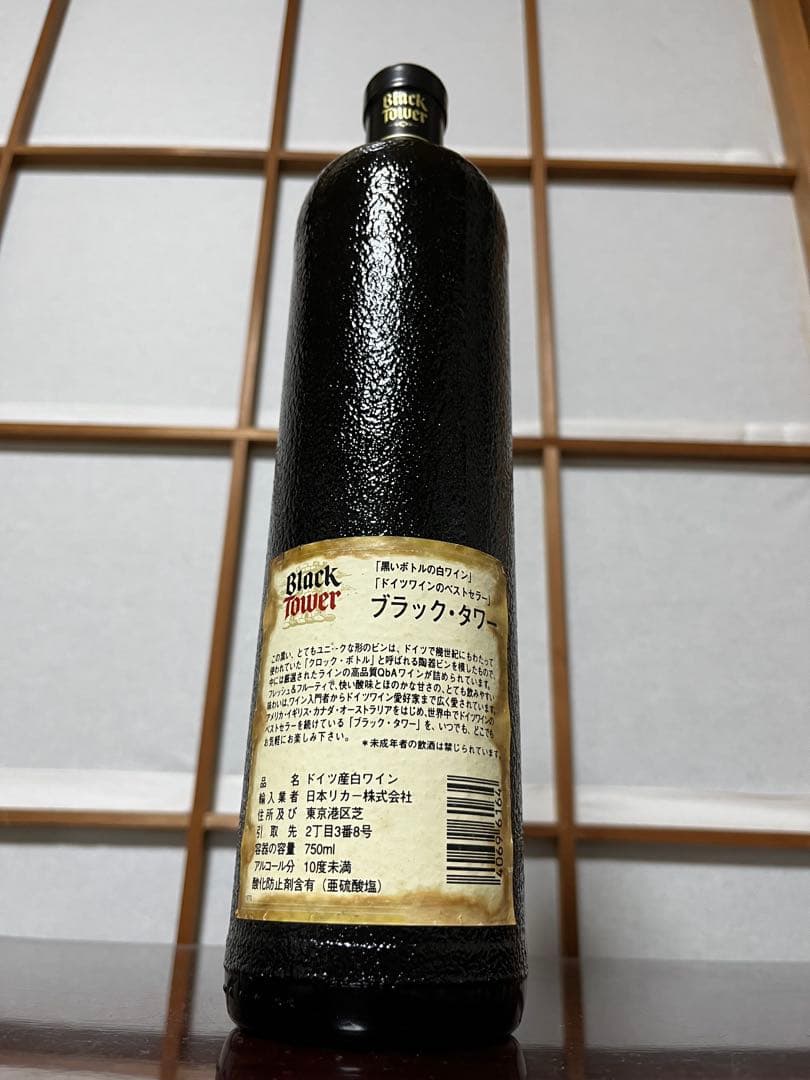 Black
Tower
Black
Tower
「黒いボトルの白ワイン」
「ドイツワインのベストセラー」
ブラック・タワー
この黒い、とてもユニークな形のビンは、ドイツで幾世紀にもわたって
使われていた「クロック・ボトル」と呼ばれる陶器ビンを模したもので、
中には厳選されたラインの高品質QbAワインが詰められています。
フレッシュ&フルーティで、快い酸味とほのかな甘さの、とても飲みやすい
味わいは、ワイン入門者からドイツワイン愛好家まで広く愛されています。
アメリカ・イギリス・カナダ・オーストラリアをはじめ、世界中でドイツワインの
ベストセラーを続けている「ブラック・タワー」を、いつでも、どこでも
お気軽にお楽しみ下さい。 *未成年者の飲酒は禁じられています。
品名 ドイツ産白ワイン
輸入業者 日本リカー株式会社
住所及び 東京港区芝
引取先 2丁目3番8号
容器の容量 750ml
アルコール分 10度未満
酸化防止剤含有(亜硫酸塩)
4069 6194